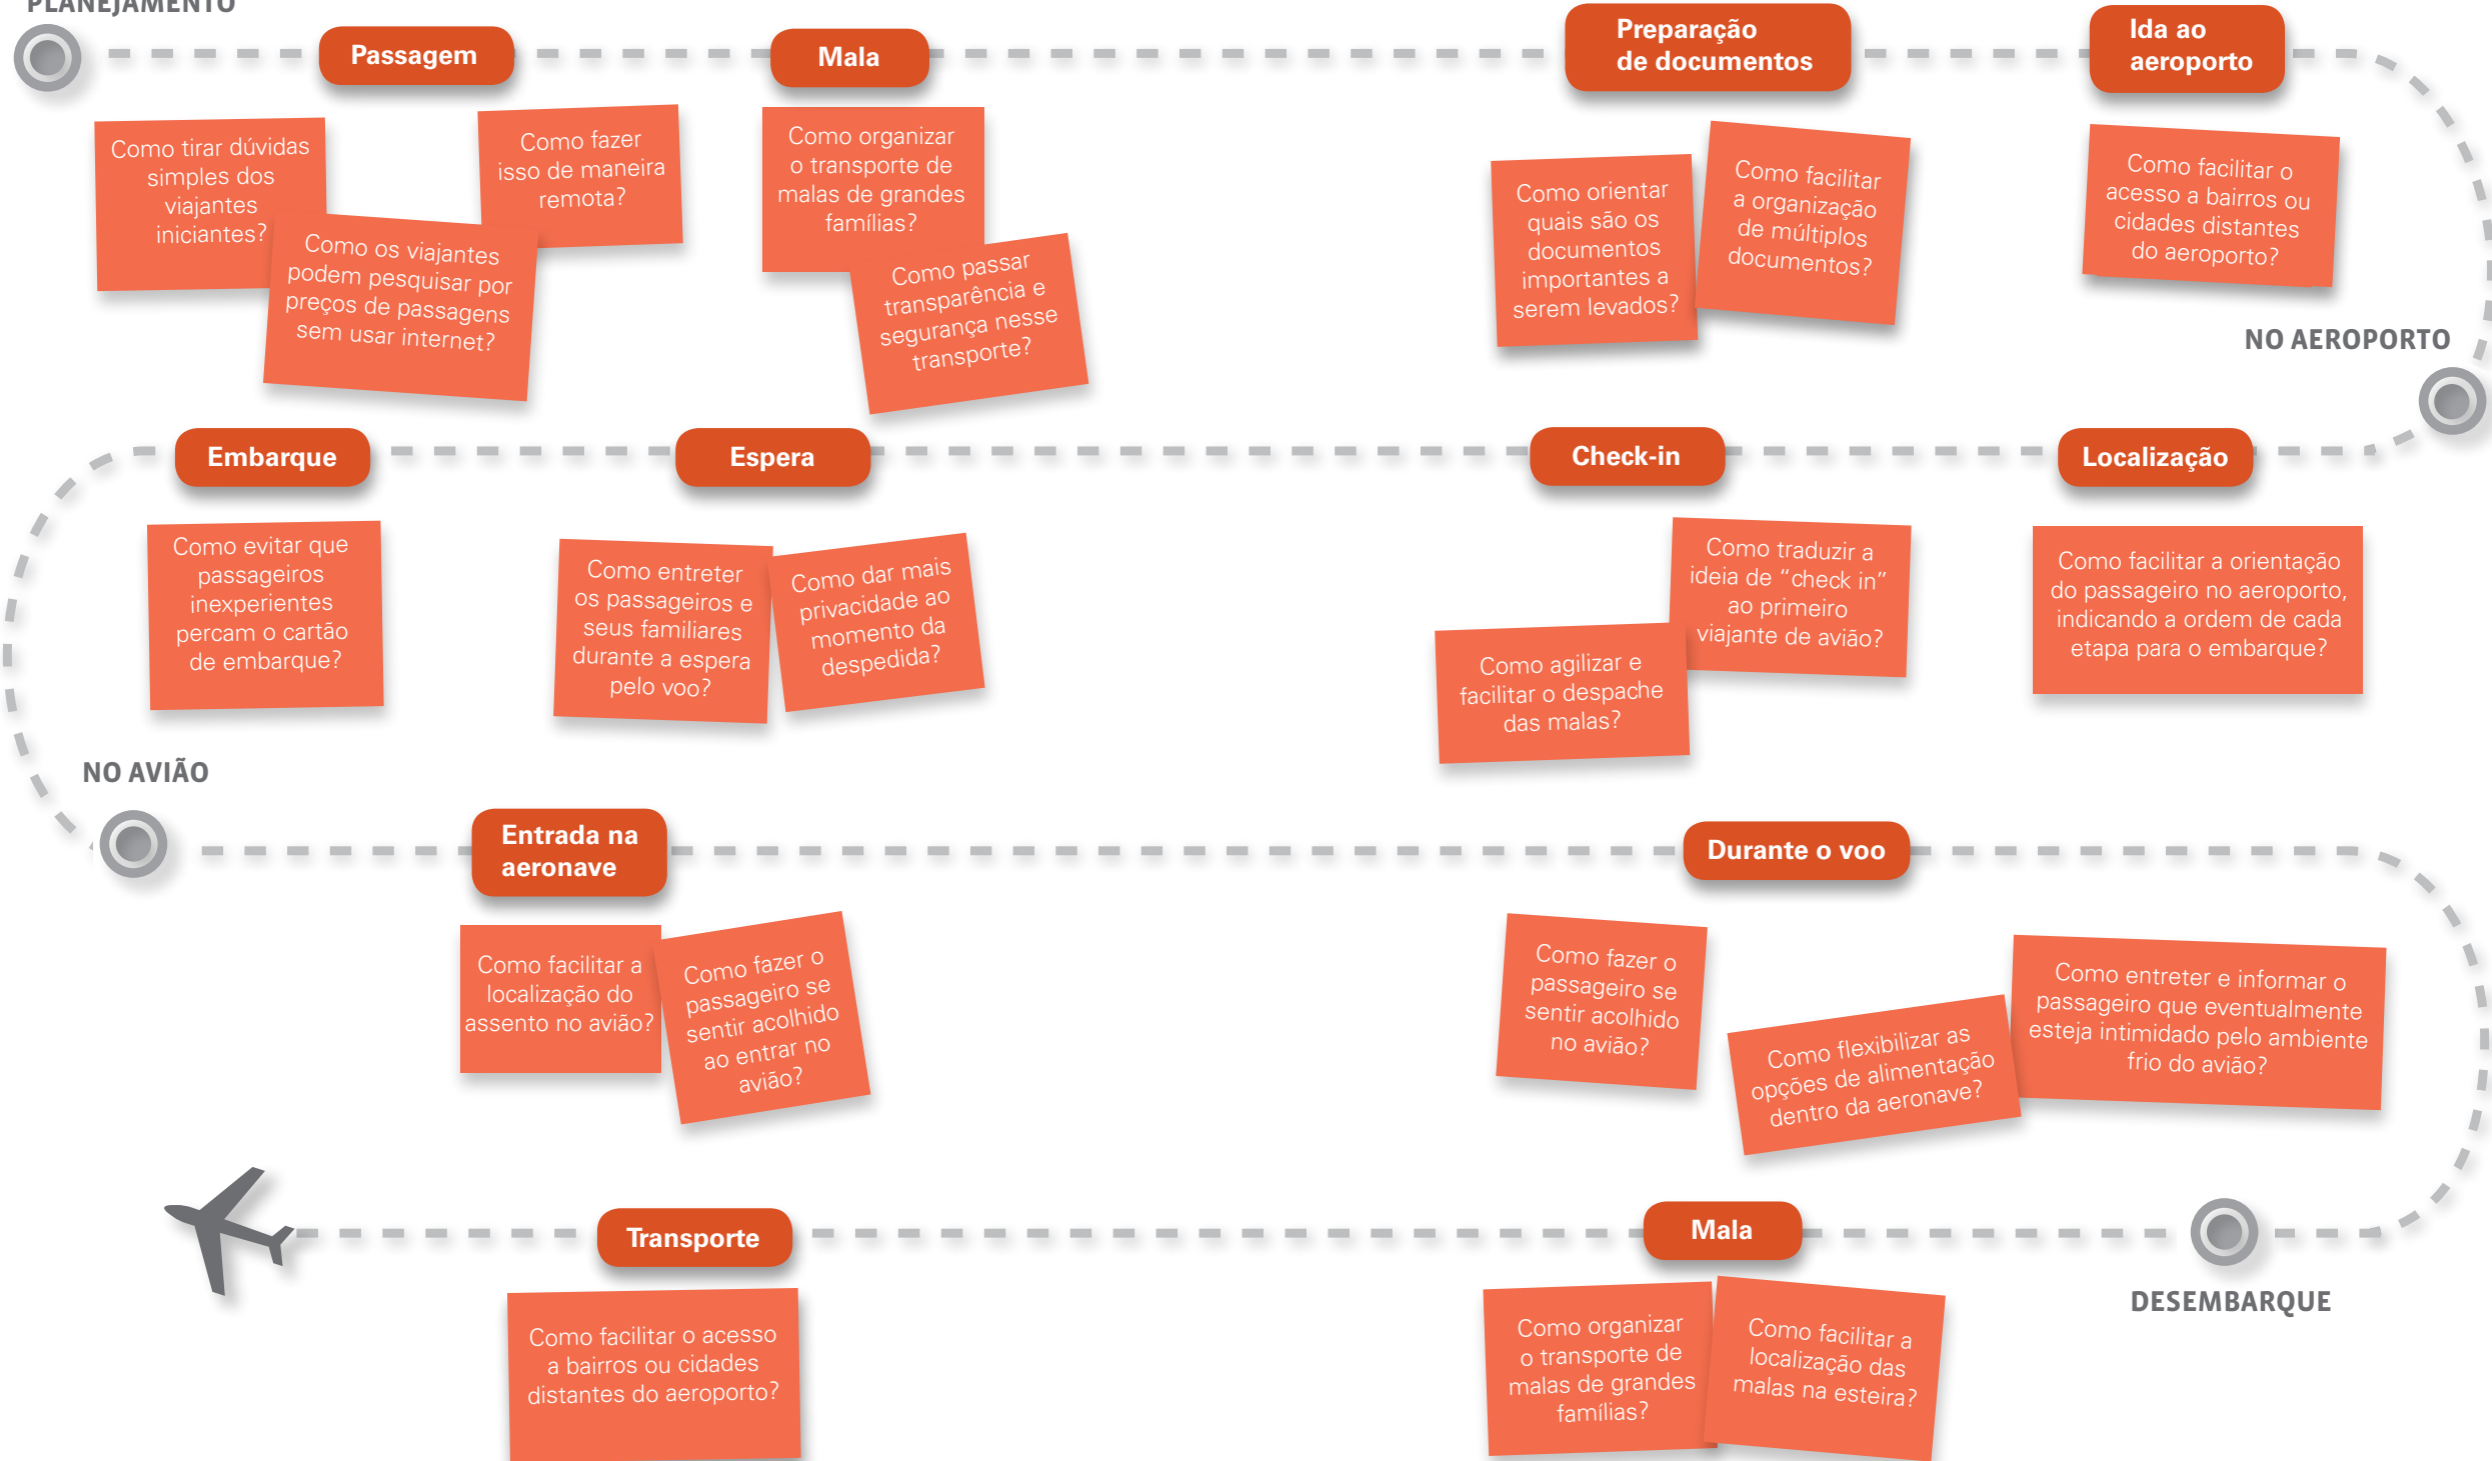 PLANEJAMENTO
Passagem
Como tirar dúvidas
simples dos
viajantes
iniciantes?
Como os viajantes
podem pesquisar por
preços de passagens
sem usar internet?
Como fazer
isso de maneira
remota?
Mala
Como organizar
o transporte de
malas de grandes
famílias?
Como passar
transparência e
segurança nesse
transporte?
Preparação
de documentos
Como orientar
quais são os
documentos
importantes a
serem levados?
Como facilitar
a organização
de múltiplos
documentos?
Ida ao
aeroporto
Como facilitar o
acesso a bairros ou
cidades distantes
do aeroporto?
NO AEROPORTO
Localização
Como facilitar a orientação
do passageiro no aeroporto,
indicando a ordem de cada
etapa para o embarque?
Check-in
Como traduzir a
ideia de “check in”
ao primeiro
viajante de avião?
Como agilizar e
facilitar o despache
das malas?
Espera
Como entreter
os passageiros e
seus familiares
durante a espera
pelo voo?
Como dar mais
privacidade ao
momento da
despedida?
Embarque
Como evitar que
passageiros
inexperientes
percam o cartão
de embarque?
NO AVIÃO
Entrada na
aeronave
Como facilitar a
localização do
assento no avião?
Como fazer o
passageiro se
sentir acolhido
ao entrar no
avião?
Durante o voo
Como fazer o
passageiro se
sentir acolhido
no avião?
Como flexibilizar as
opções de alimentação
dentro da aeronave?
Como entreter e informar o
passageiro que eventualmente
esteja intimidado pelo ambiente
frio do avião?
DESEMBARQUE
Mala
Como organizar
o transporte de
malas de grandes
famílias?
Como facilitar a
localização das
malas na esteira?
Transporte
Como facilitar o acesso
a bairros ou cidades
distantes do aeroporto?